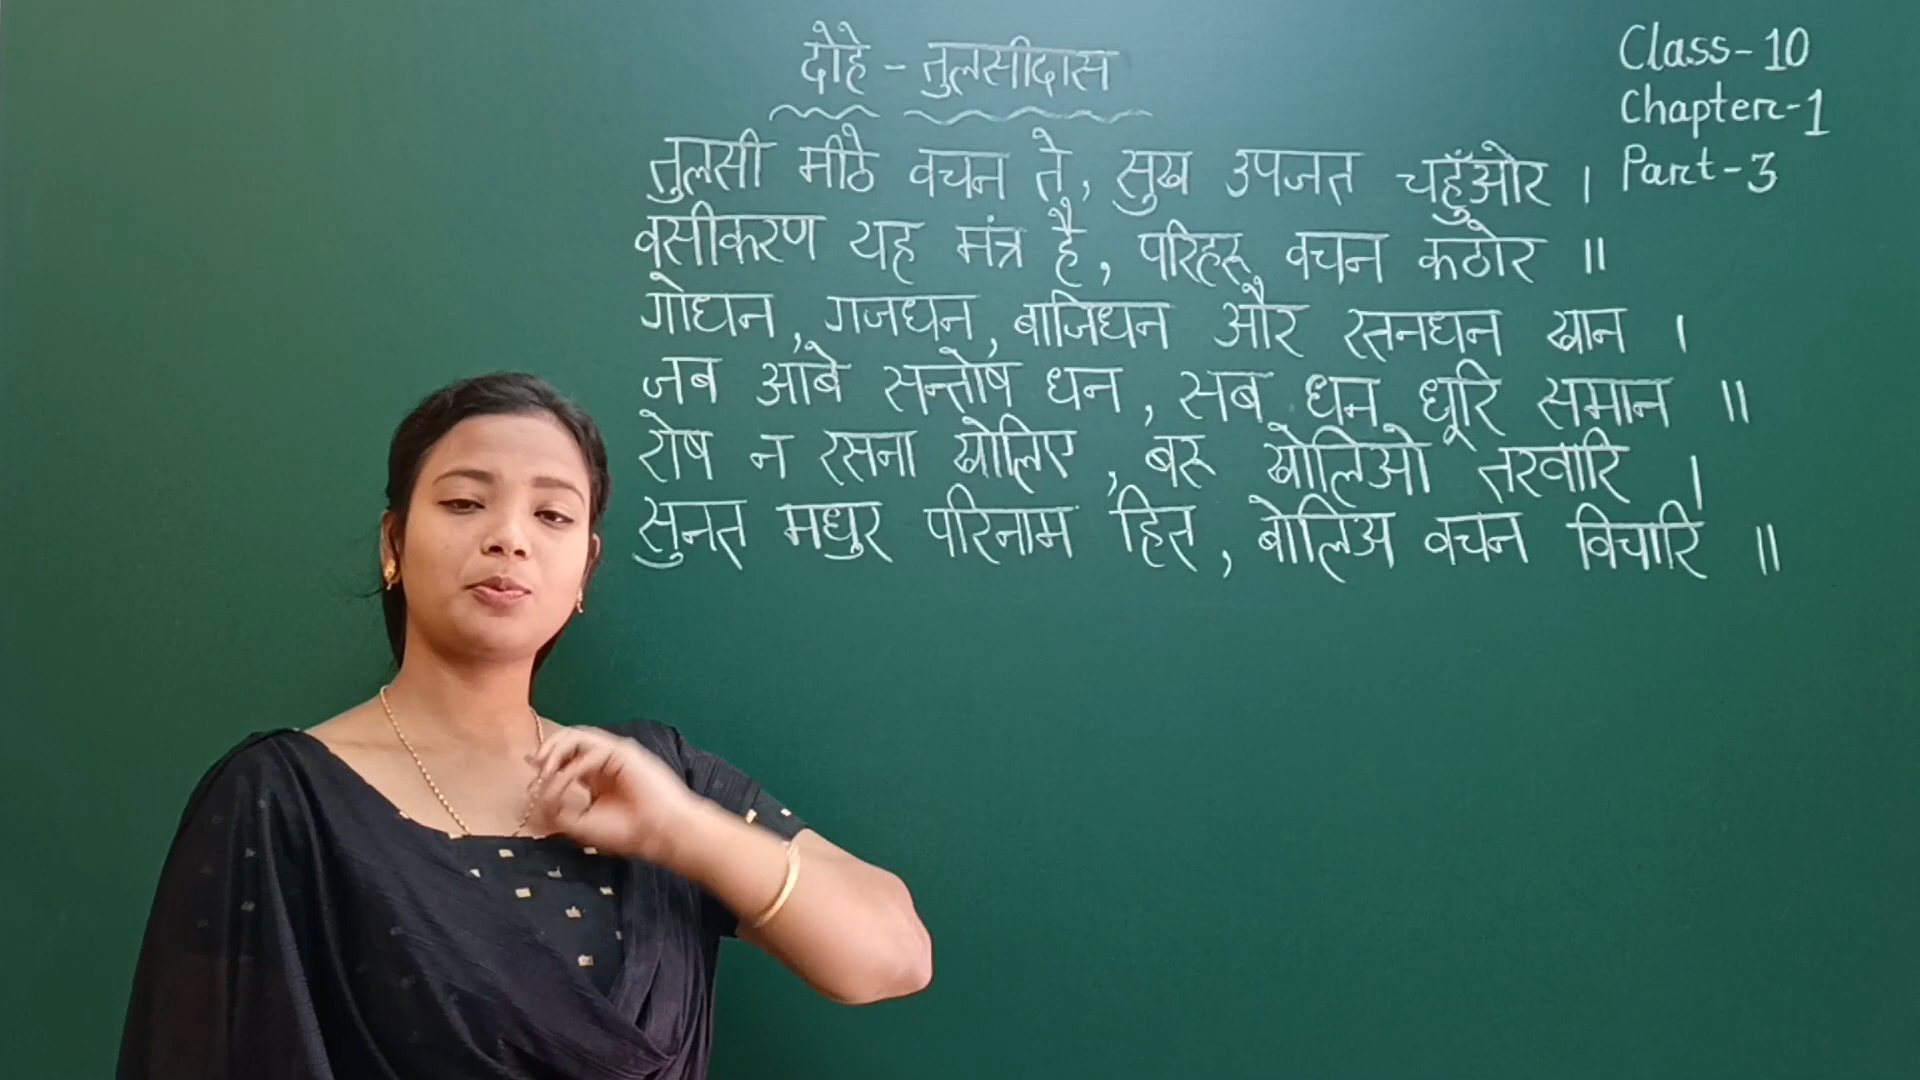 दोहे - तुलसीदास
Class-10
Chapter-1
Part-3
तुलसी मीठे वचन ते, सुख उपजत चहुँओर ।
वसीकरण यह मंत्र है, परिहरू वचन कठोर ॥
गोधन, गजधन, बाजिधन और रतनधन खान ।
जब आवे सन्तोष धन, सब धन धूरि समान ॥
रोष न रसना खोलिए, बरू खोलिओ तरवारि ।
सुनत मधुर परिनाम हित, बोलिअ वचन विचारि ॥